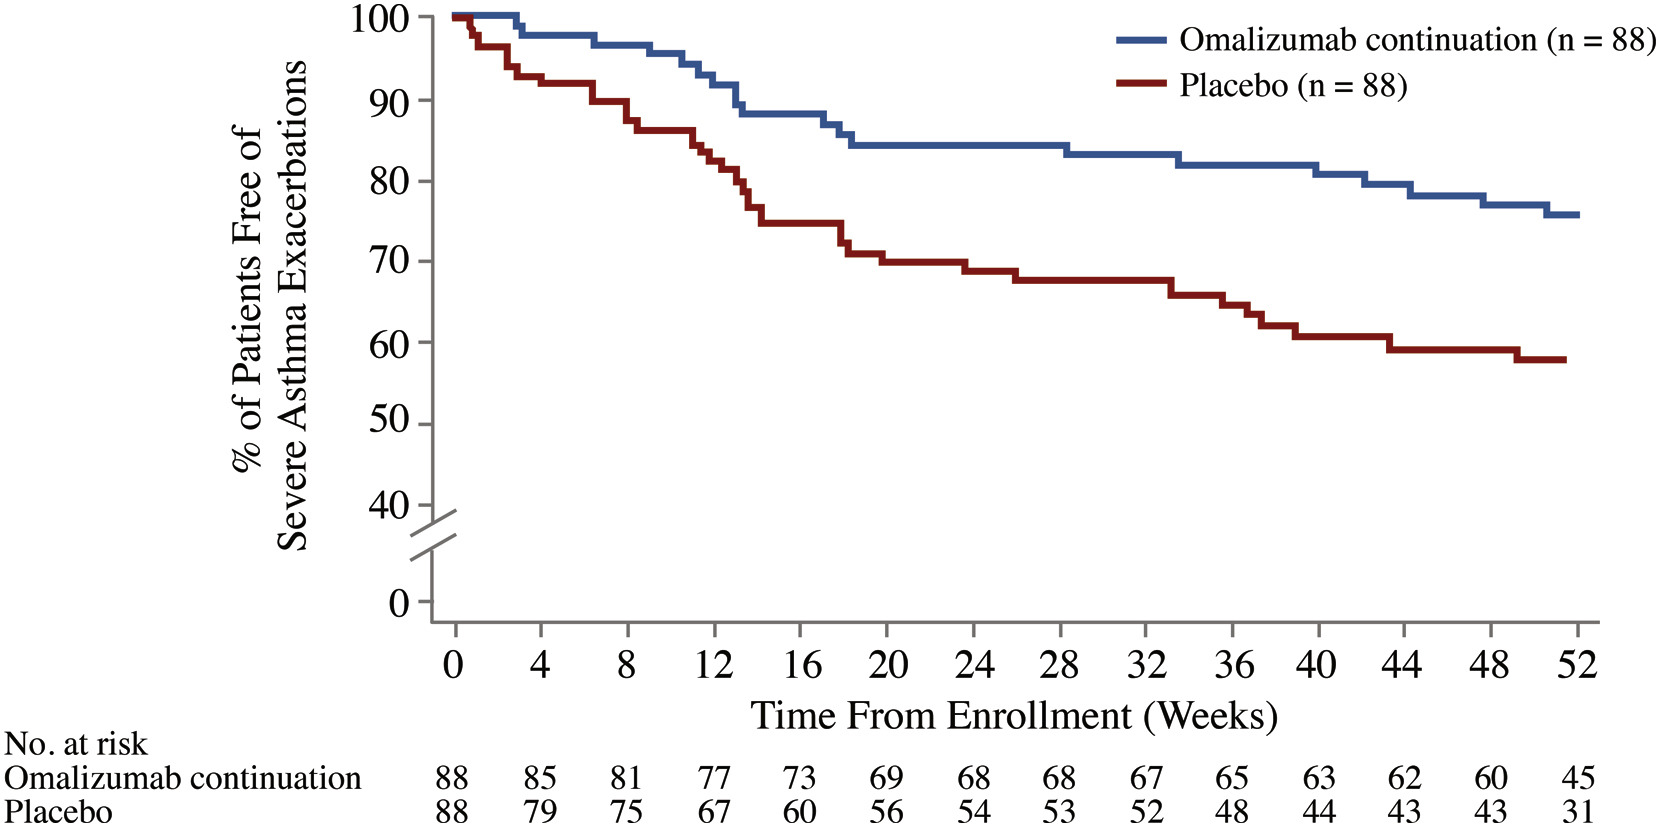 % of Patients Free of
Severe Asthma Exacerbations
100
90
80
70
60
50
40
0
Omalizumab continuation (n = 88)
Placebo (n = 88)
0 4 8 12 16 20 24 28 32 36 40 44 48 52
Time From Enrollment (Weeks)
No. at risk
Omalizumab continuation 88 85 81 77 73 69 68 68 67 65 63 62 60 45
Placebo 88 79 75 67 60 56 54 53 52 48 44 43 43 31